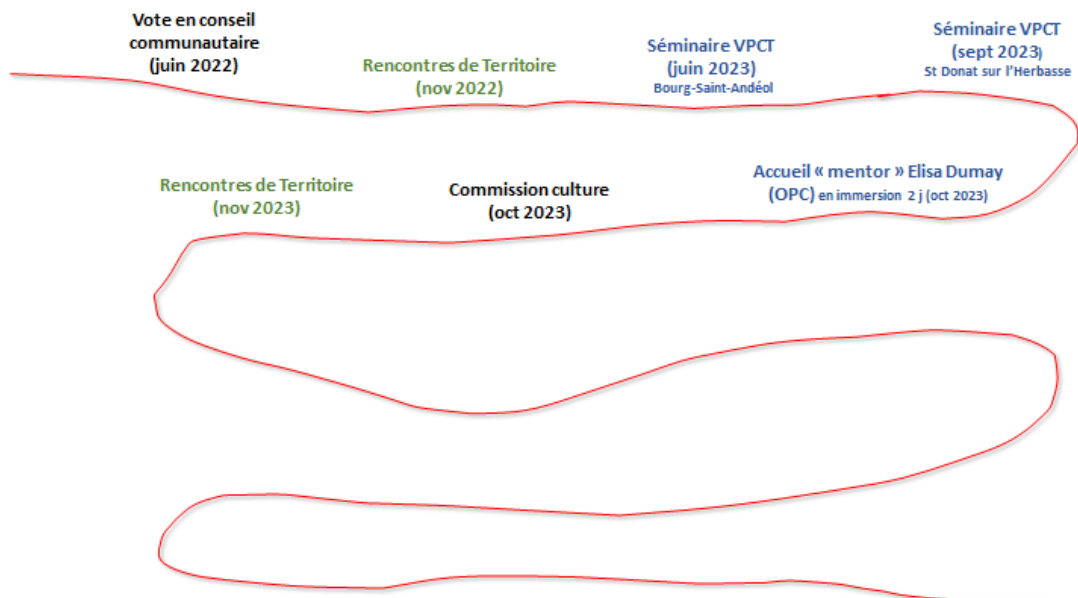 Vote en conseil
communautaire
(juin 2022)
Rencontres de Territoire
(nov 2022)
Séminaire VPCT
(juin 2023)
Bourg-Saint-Andéol
Séminaire VPCT
(sept 2023)
St Donat sur l’Herbasse
Accueil « mentor » Elisa Dumay
(OPC) en immersion 2 j (oct 2023)
Commission culture
(oct 2023)
Rencontres de Territoire
(nov 2023)